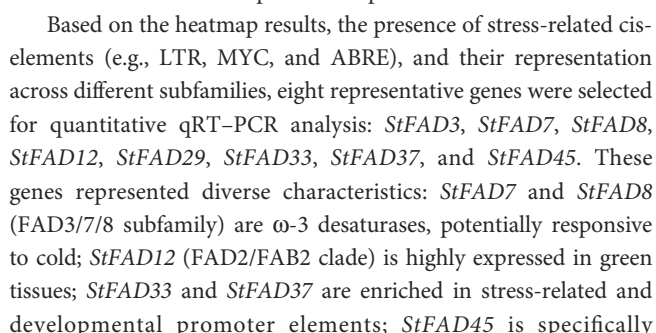 Based on the heatmap results, the presence of stress-related cis-
elements (e.g., LTR, MYC, and ABRE), and their representation
across different subfamilies, eight representative genes were selected
for quantitative qRT–PCR analysis: StFAD3, StFAD7, StFAD8,
StFAD12, StFAD29, StFAD33, StFAD37, and StFAD45. These
genes represented diverse characteristics: StFAD7 and StFAD8
(FAD3/7/8 subfamily) are ω-3 desaturases, potentially responsive
to cold; StFAD12 (FAD2/FAB2 clade) is highly expressed in green
tissues; StFAD33 and StFAD37 are enriched in stress-related and
developmental promoter elements; StFAD45 is specifically